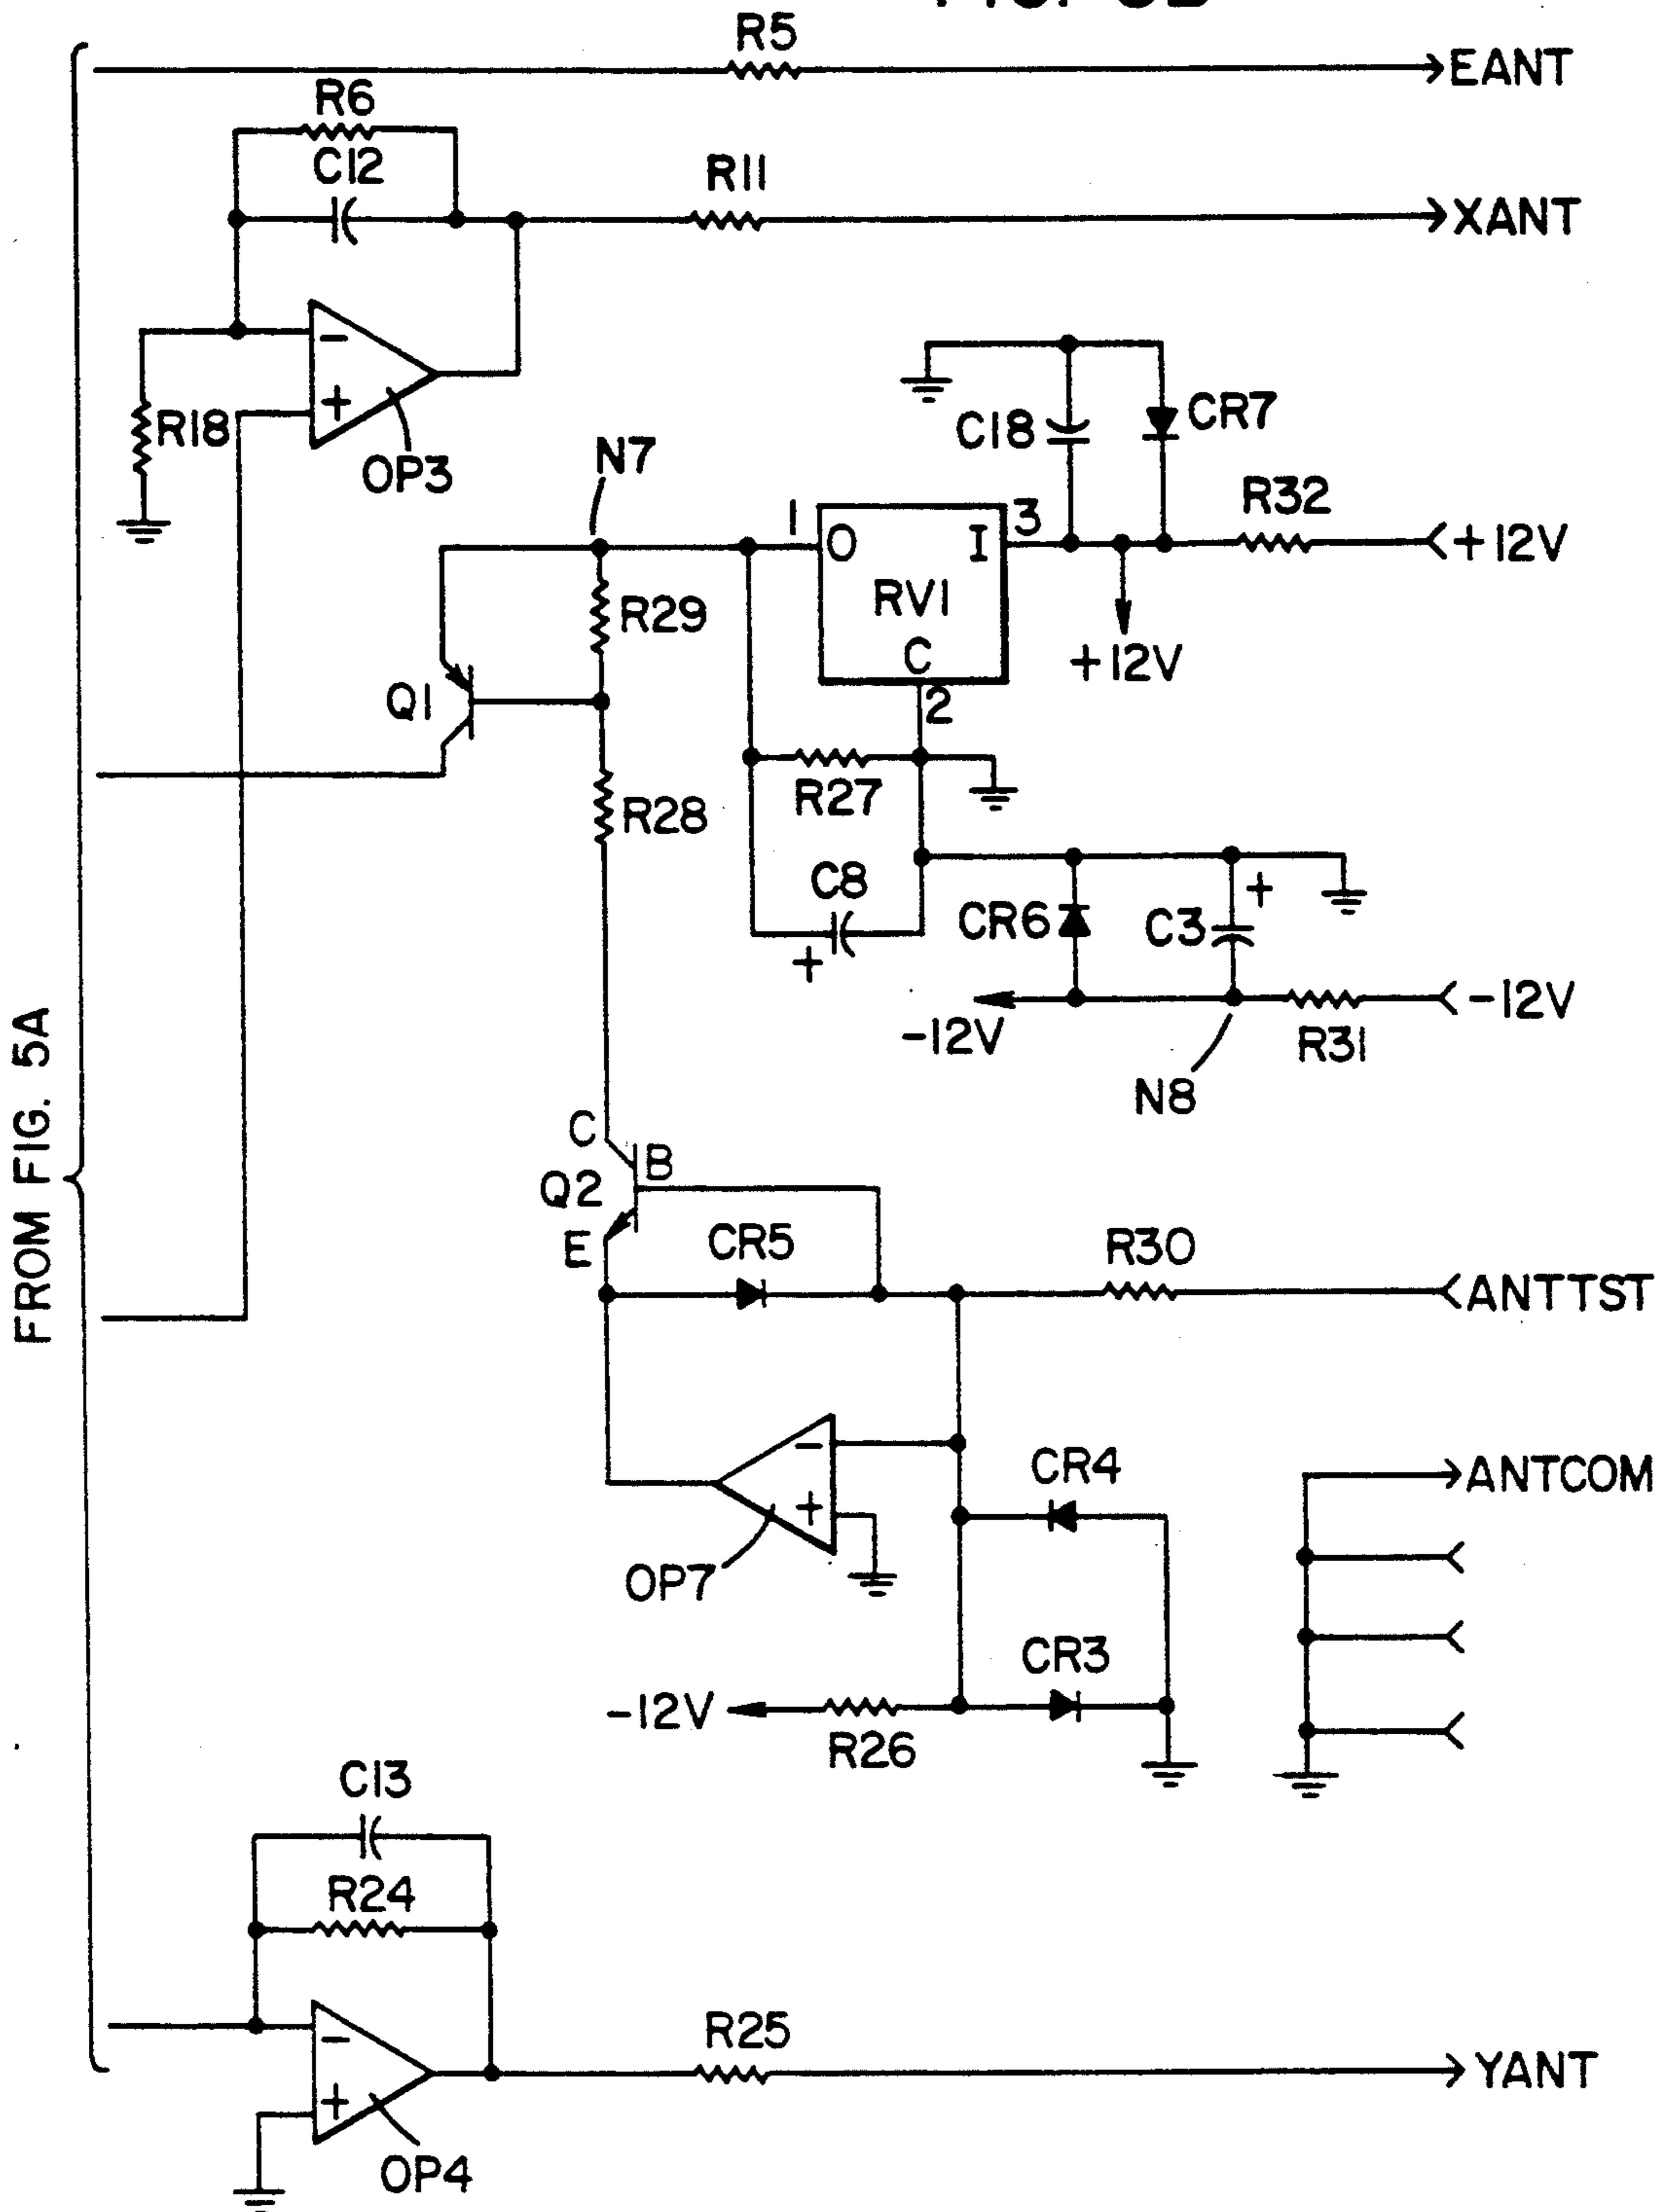 R5
EANT
R6
C12
R11
XANT
−
+
R18
OP3
C18
CR7
N7
R32
1
O
I
3
+12V
RV1
R29
+12V
C
2
Q1
R27
R28
C8
+
CR6
C3
+
-12V
-12V
R31
N8
FROM FIG. 5A
C
B
Q2
E
CR5
R30
ANTTST
−
+
CR4
ANTCOM
OP7
CR3
-12V
R26
C13
R24
−
+
R25
YANT
OP4